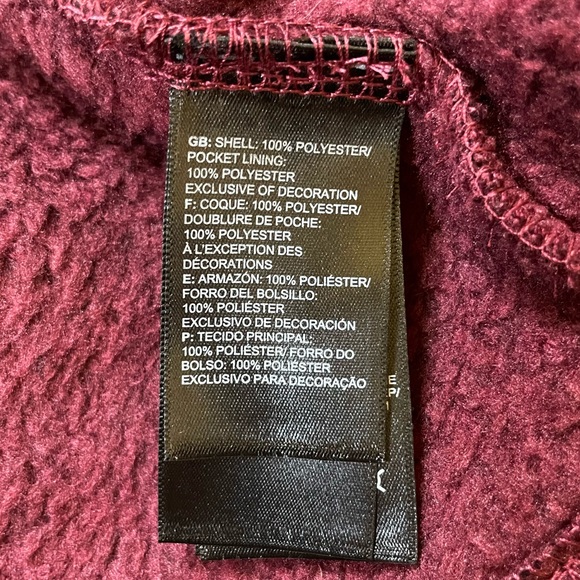 GB: SHELL: 100% POLYESTER/
POCKET LINING:
100% POLYESTER
EXCLUSIVE OF DECORATION
F: COQUE: 100% POLYESTER/
DOUBLURE DE POCHE:
100% POLYESTER
À L'EXCEPTION DES
DÉCORATIONS
E: ARMAZÓN: 100% POLIÉSTER/
FORRO DEL BOLSILLO:
100% POLIÉSTER
EXCLUSIVO DE DECORACIÓN
P: TECIDO PRINCIPAL:
100% POLIÉSTER/ FORRO DO
BOLSO: 100% POLIÉSTER
EXCLUSIVO PARA DECORAÇÃO